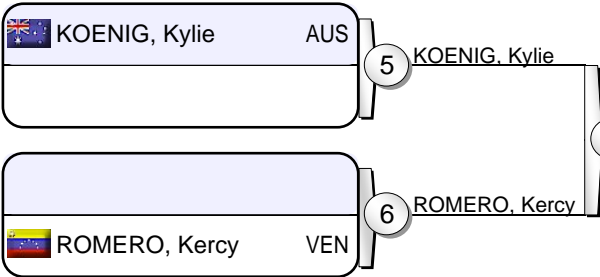 KOENIG, Kylie AUS
5 KOENIG, Kylie
6 ROMERO, Kercy
ROMERO, Kercy VEN